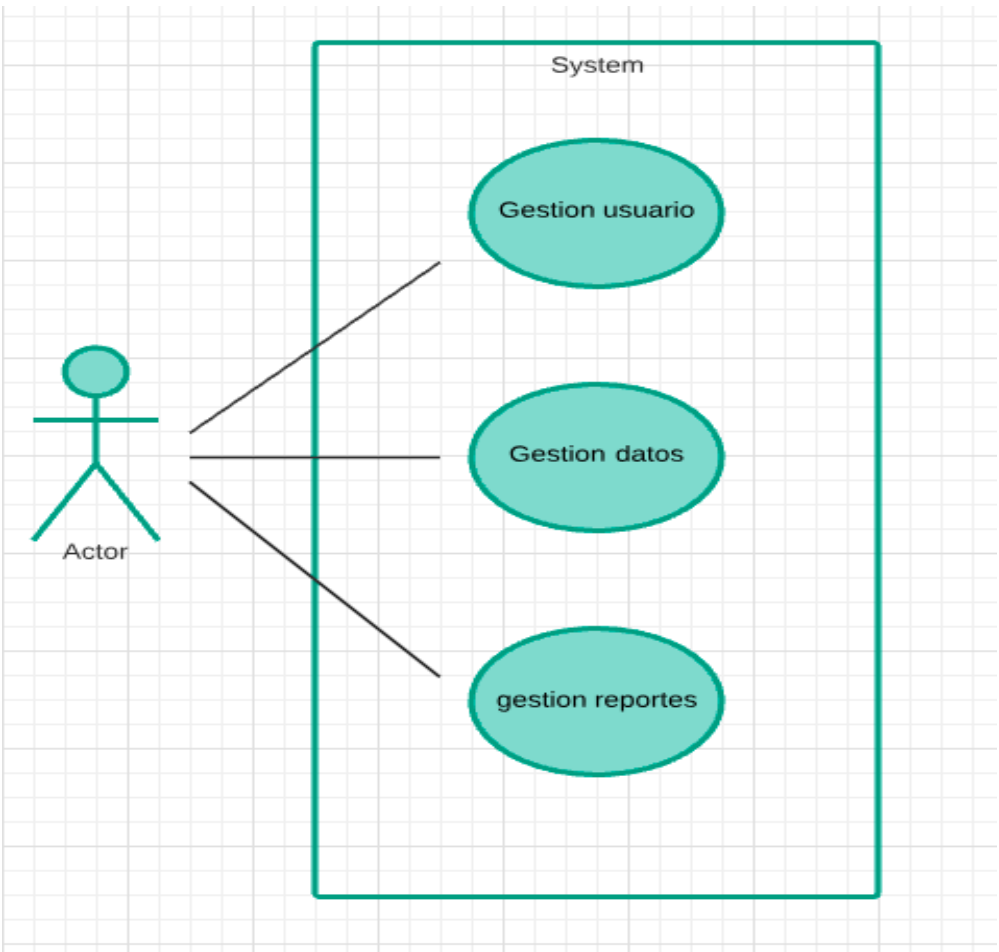 System
Gestion usuario
Gestion datos
Actor
gestion reportes